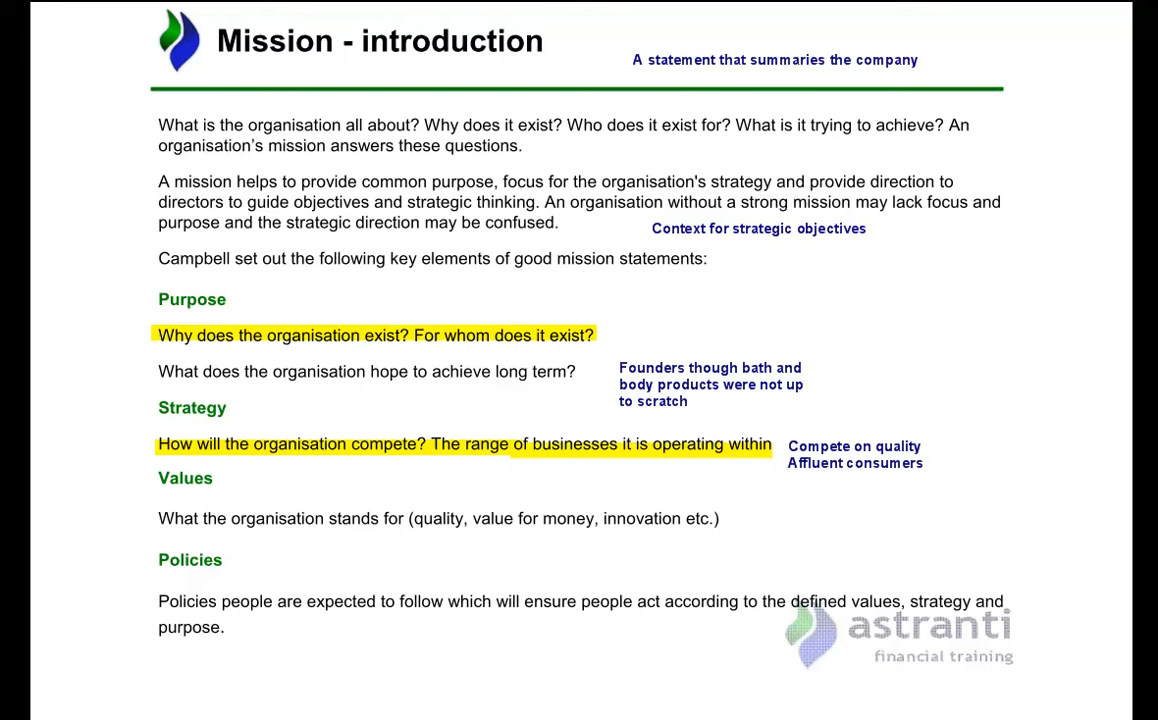 Mission - introduction
A statement that summaries the company
What is the organisation all about? Why does it exist? Who does it exist for? What is it trying to achieve? An
organisation's mission answers these questions.
A mission helps to provide common purpose, focus for the organisation's strategy and provide direction to
directors to guide objectives and strategic thinking. An organisation without a strong mission may lack focus and
purpose and the strategic direction may be confused.
Context for strategic objectives
Campbell set out the following key elements of good mission statements:
Purpose
Why does the organisation exist? For whom does it exist?
What does the organisation hope to achieve long term?
Founders though bath and
body products were not up
to scratch
Strategy
How will the organisation compete? The range of businesses it is operating within
Compete on quality
Affluent consumers
Values
What the organisation stands for (quality, value for money, innovation etc.)
Policies
Policies people are expected to follow which will ensure people act according to the defined values, strategy and
purpose.
astranti
financial training